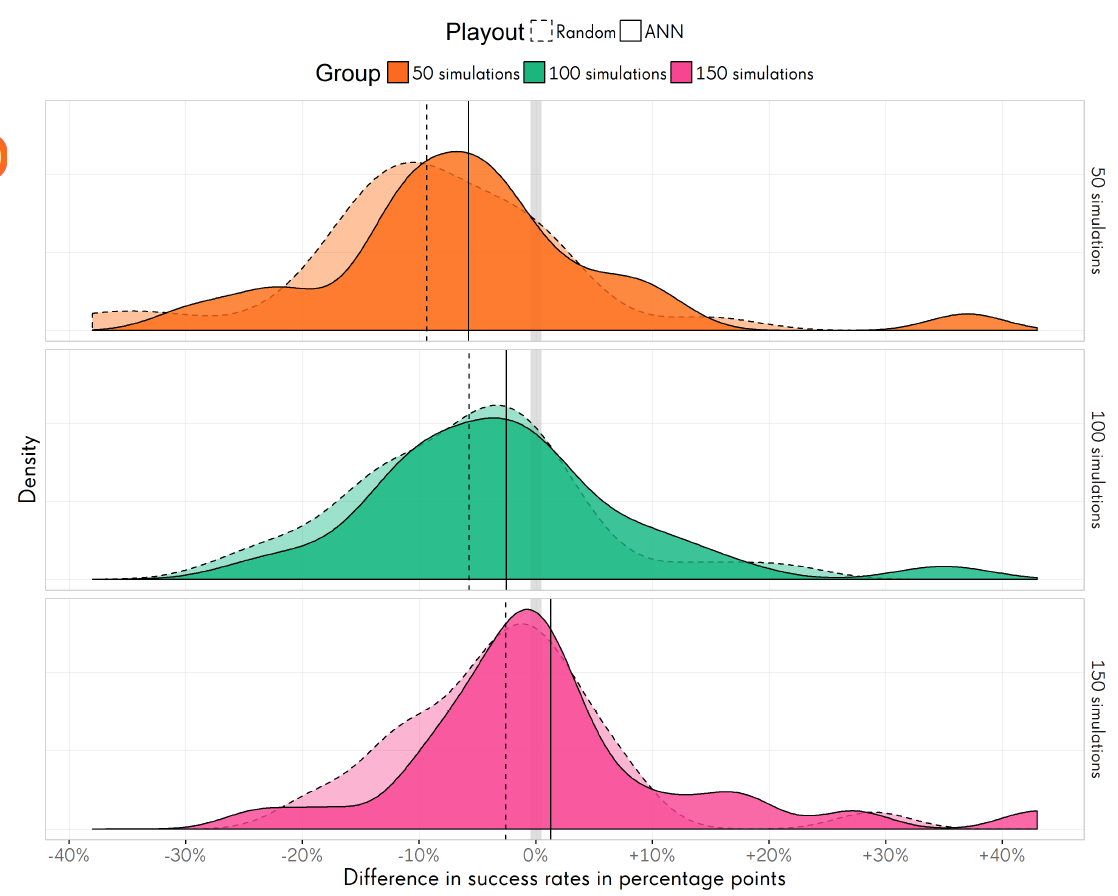 Playout Random ANN
Group 50 simulations 100 simulations 150 simulations
50 simulations
Density
100 simulations
150 simulations
-40% -30% -20% -10% 0% +10% +20% +30% +40%
Difference in success rates in percentage points